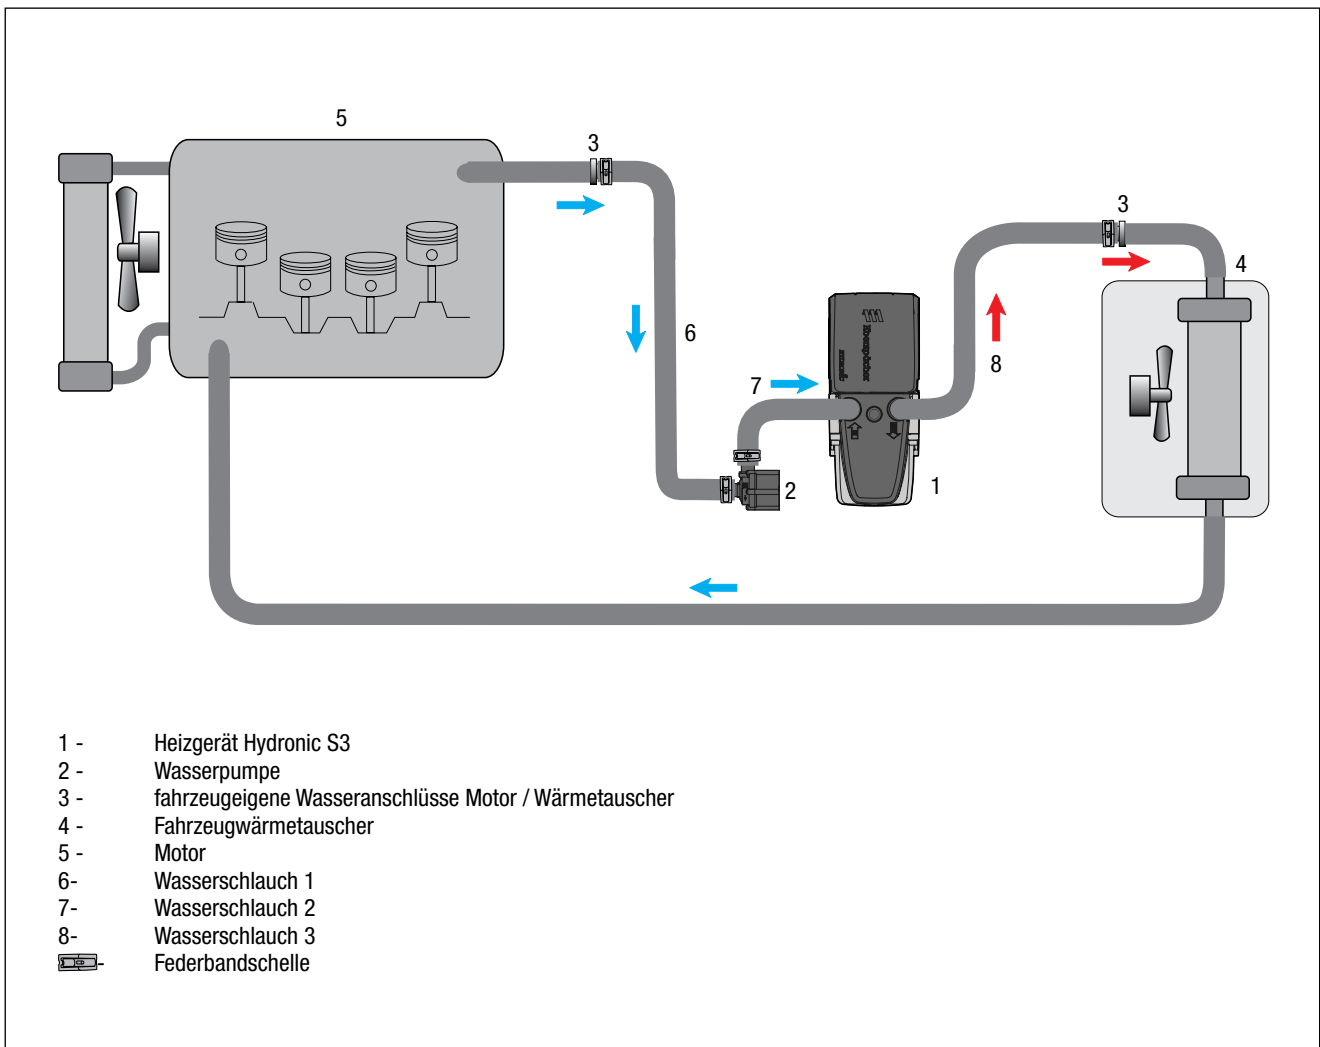 5
3
3
4
6
7
8
Eberspächer
2
1
1 - Heizgerät Hydronic S3
2 - Wasserpumpe
3 - fahrzeugeigene Wasseranschlüsse Motor / Wärmetauscher
4 - Fahrzeugwärmetauscher
5 - Motor
6- Wasserschlauch 1
7- Wasserschlauch 2
8- Wasserschlauch 3
- Federbandschelle